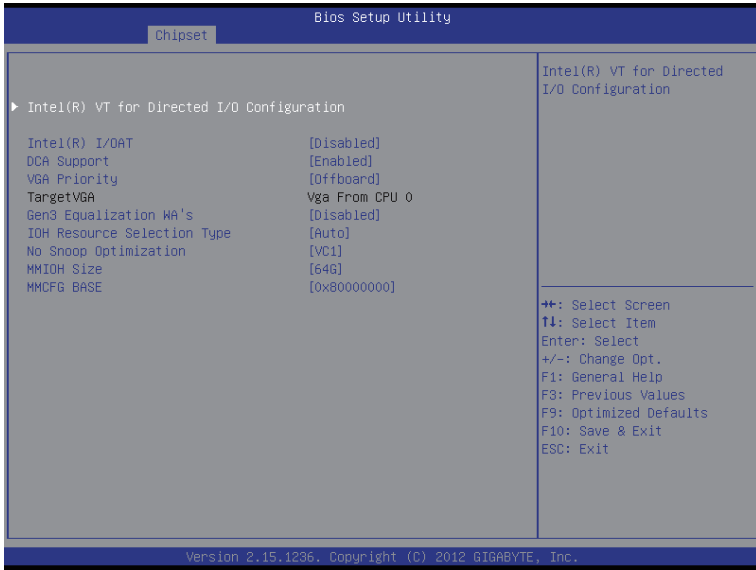 Bios Setup Utility
Chipset
Intel(R) VT for Directed I/O Configuration
Intel(R) I/OAT [Disabled]
DCA Support [Enabled]
VGA Priority [Offboard]
TargetVGA Vga From CPU 0
Gen3 Equalization WA's [Disabled]
IOH Resource Selection Type [Auto]
No Snoop Optimization [VC1]
MMIOH Size [64G]
MMCFG BASE [0x80000000]
Intel(R) VT for Directed
I/O Configuration
→←: Select Screen
↑↓: Select Item
Enter: Select
+/-: Change Opt.
F1: General Help
F3: Previous Values
F9: Optimized Defaults
F10: Save & Exit
ESC: Exit
Version 2.15.1236. Copyright (C) 2012 GIGABYTE, Inc.